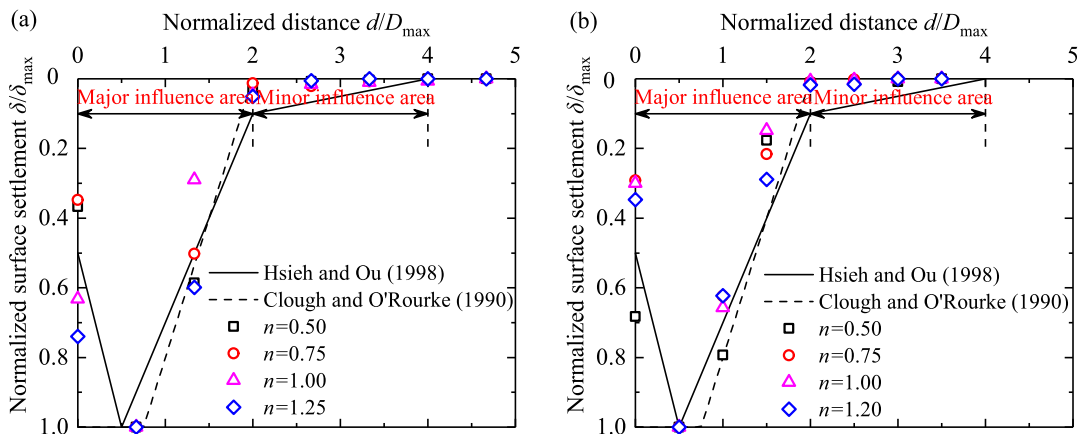 (a)
Normalized distance d/Dmax
0 1 2 3 4 5
Normalized surface settlement δ/δmax
0
0.2
0.4
0.6
0.8
1.0
Major influence area
Minor influence area
Hsieh and Ou (1998)
Clough and O'Rourke (1990)
n=0.50
n=0.75
n=1.00
n=1.25
(b)
Normalized distance d/Dmax
0 1 2 3 4 5
Normalized surface settlement δ/δmax
0
0.2
0.4
0.6
0.8
1.0
Major influence area
Minor influence area
Hsieh and Ou (1998)
Clough and O'Rourke (1990)
n=0.50
n=0.75
n=1.00
n=1.20